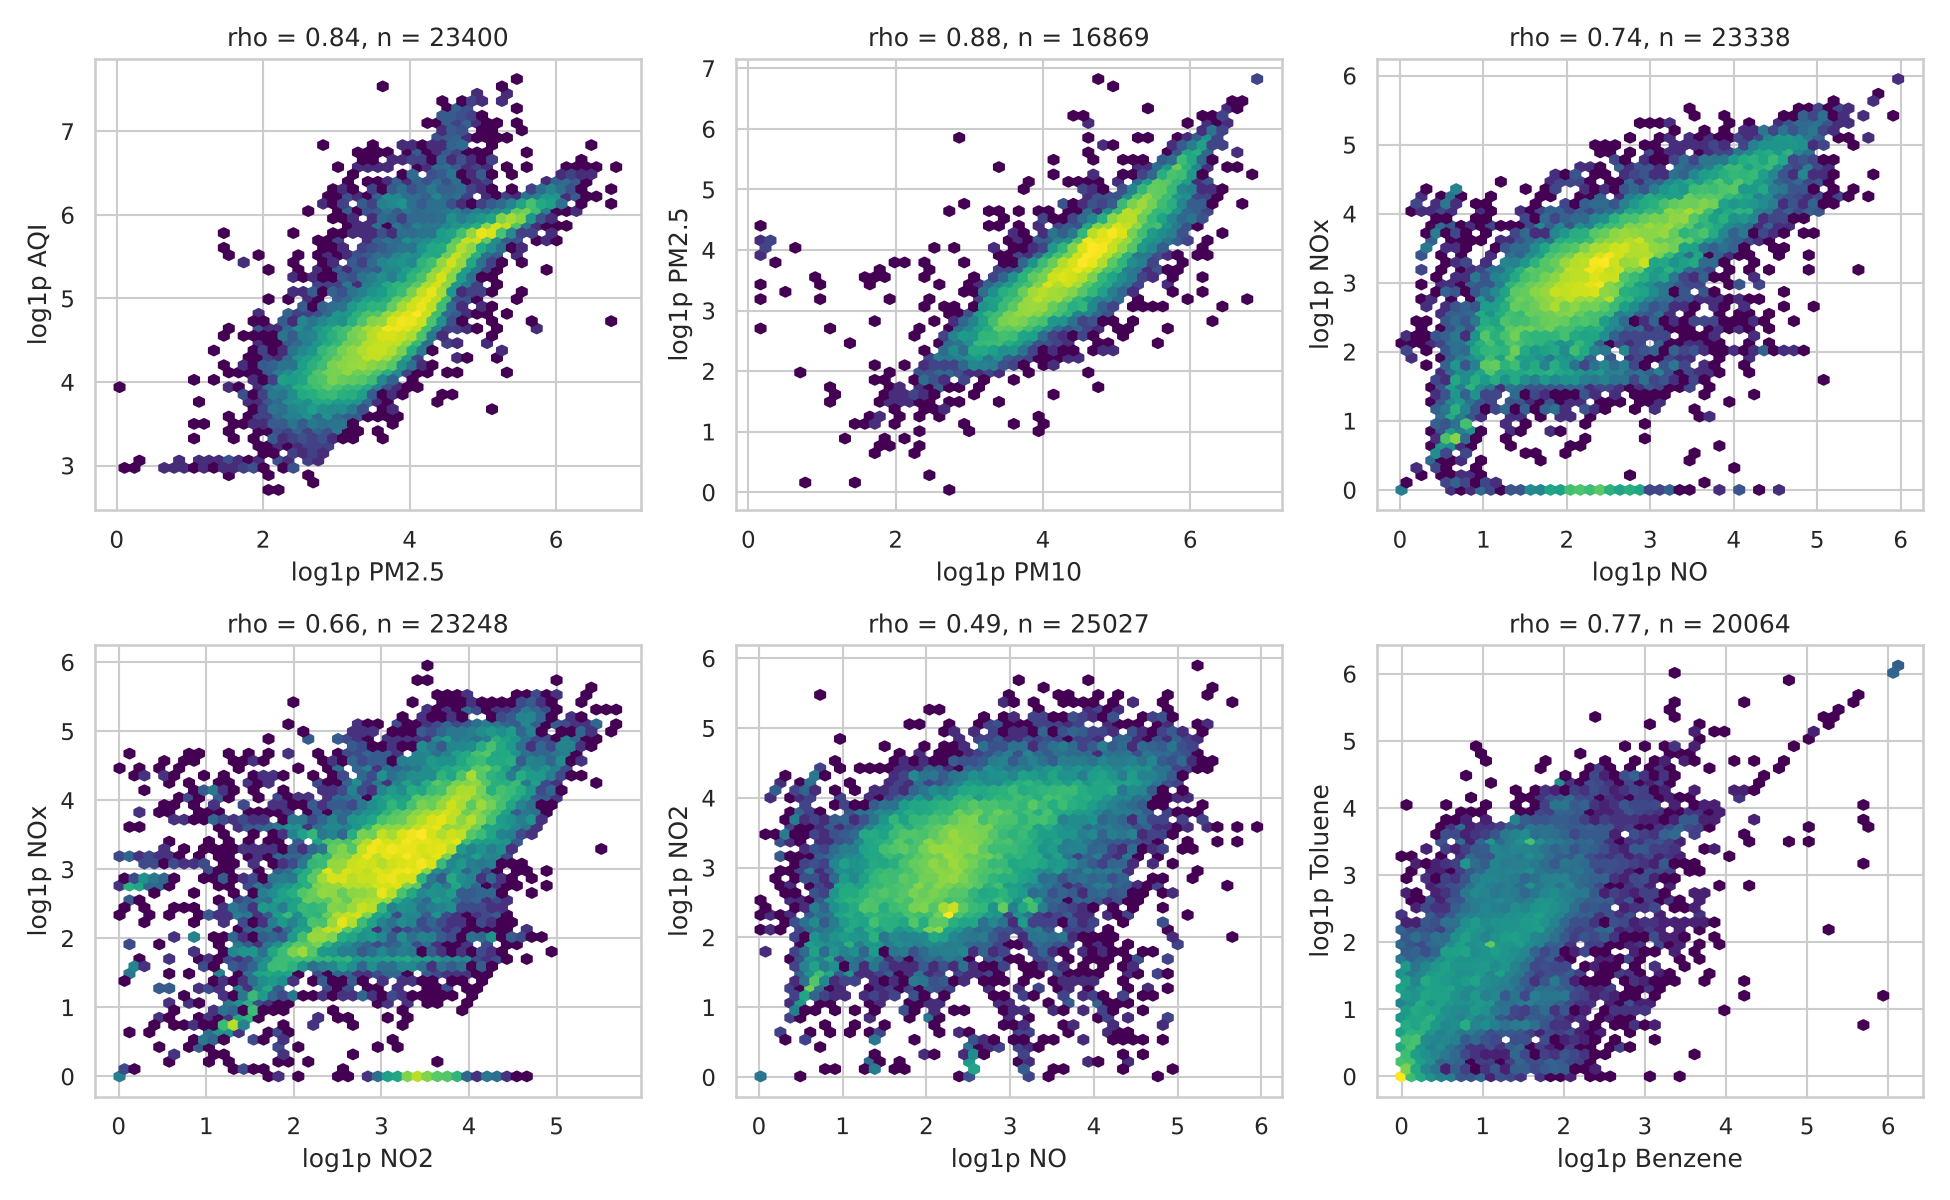 rho = 0.84, n = 23400
log1p AQI
7
6
5
4
3
0 2 4 6
log1p PM2.5
rho = 0.88, n = 16869
log1p PM2.5
7
6
5
4
3
2
1
0
0 2 4 6
log1p PM10
rho = 0.74, n = 23338
log1p NOx
6
5
4
3
2
1
0
0 1 2 3 4 5 6
log1p NO
rho = 0.66, n = 23248
log1p NOx
6
5
4
3
2
1
0
0 1 2 3 4 5
log1p NO2
rho = 0.49, n = 25027
log1p NO2
6
5
4
3
2
1
0
0 1 2 3 4 5 6
log1p NO
rho = 0.77, n = 20064
log1p Toluene
6
5
4
3
2
1
0
0 1 2 3 4 5 6
log1p Benzene